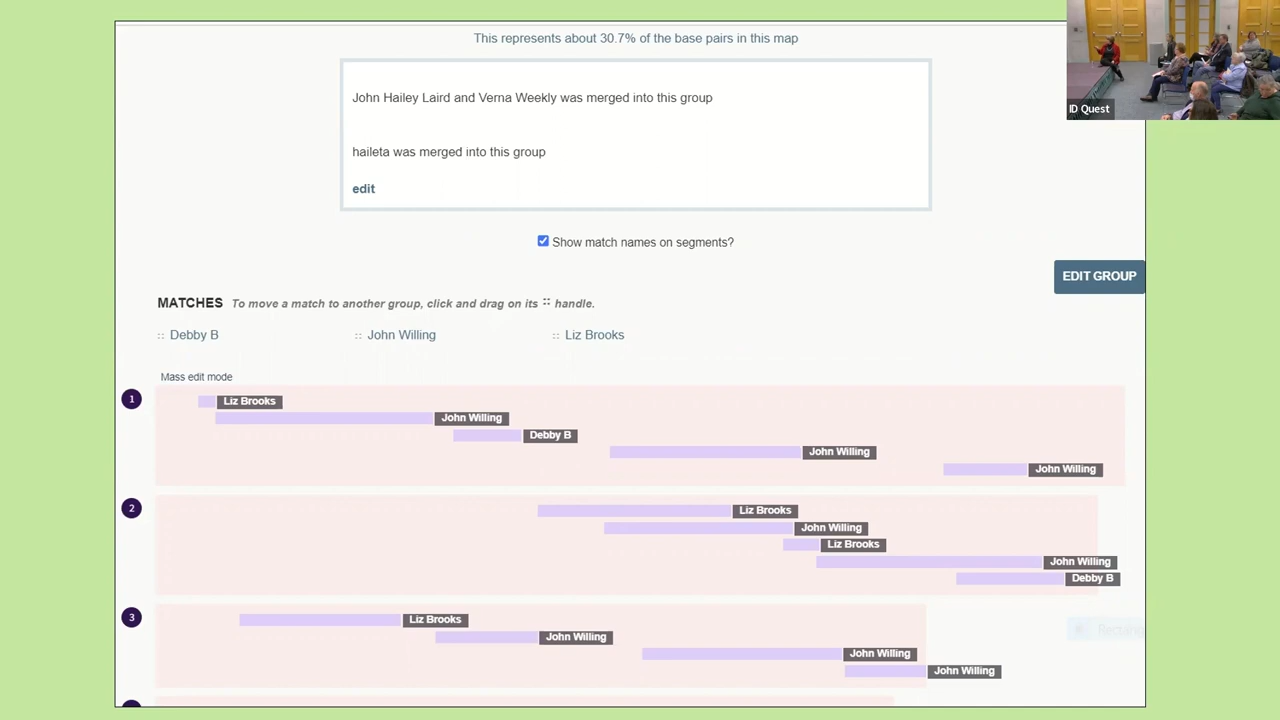 This represents about 30.7% of the base pairs in this map
John Hailey Laird and Verna Weekly was merged into this group
haileta was merged into this group
edit
Show match names on segments?
EDIT GROUP
MATCHES To move a match to another group, click and drag on its :: handle.
:: Debby B :: John Willing :: Liz Brooks
Mass edit mode
1
Liz Brooks
John Willing
Debby B
John Willing
John Willing
2
Liz Brooks
John Willing
Liz Brooks
John Willing
Debby B
3
Liz Brooks
John Willing
John Willing
John Willing
ID Quest